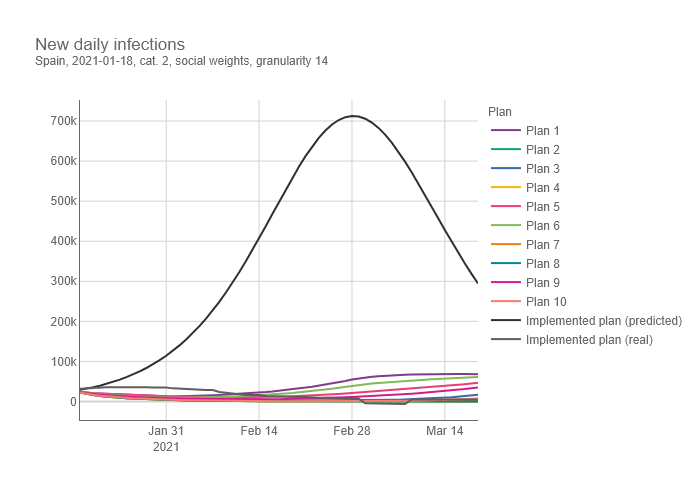 New daily infections
Spain, 2021-01-18, cat. 2, social weights, granularity 14
Plan
700k
600k
500k
400k
300k
200k
100k
0
Jan 31
2021
Feb 14
Feb 28
Mar 14
Plan 1
Plan 2
Plan 3
Plan 4
Plan 5
Plan 6
Plan 7
Plan 8
Plan 9
Plan 10
Implemented plan (predicted)
Implemented plan (real)